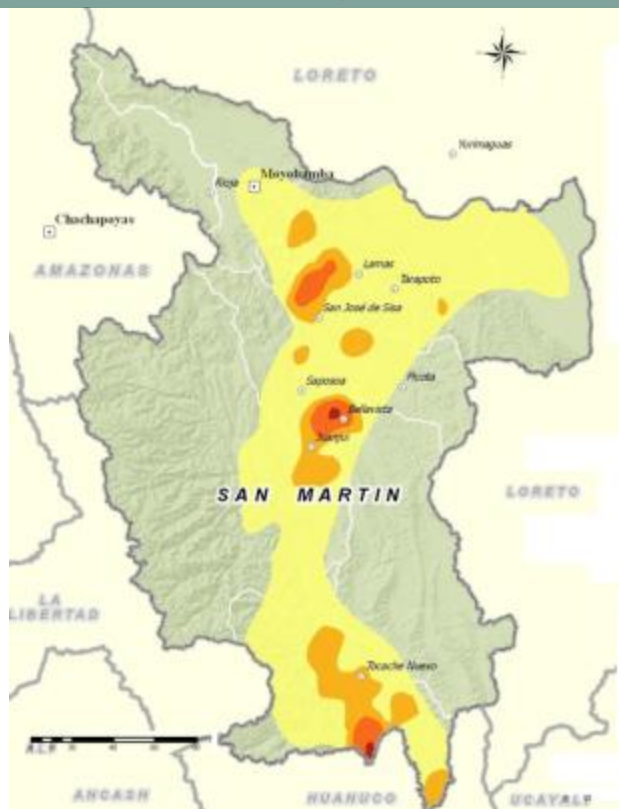 LORETO
Yurimaguas
Rioja
Moyobamba
Chachapoyas
AMAZONAS
Lamas
Tarapoto
San José de Sisa
Saposoa
Picota
Bellavista
Juanjui
SAN MARTIN
LORETO
LA
LIBERTAD
Tocache Nuevo
ANCASH
HUANUCO
UCAYALI